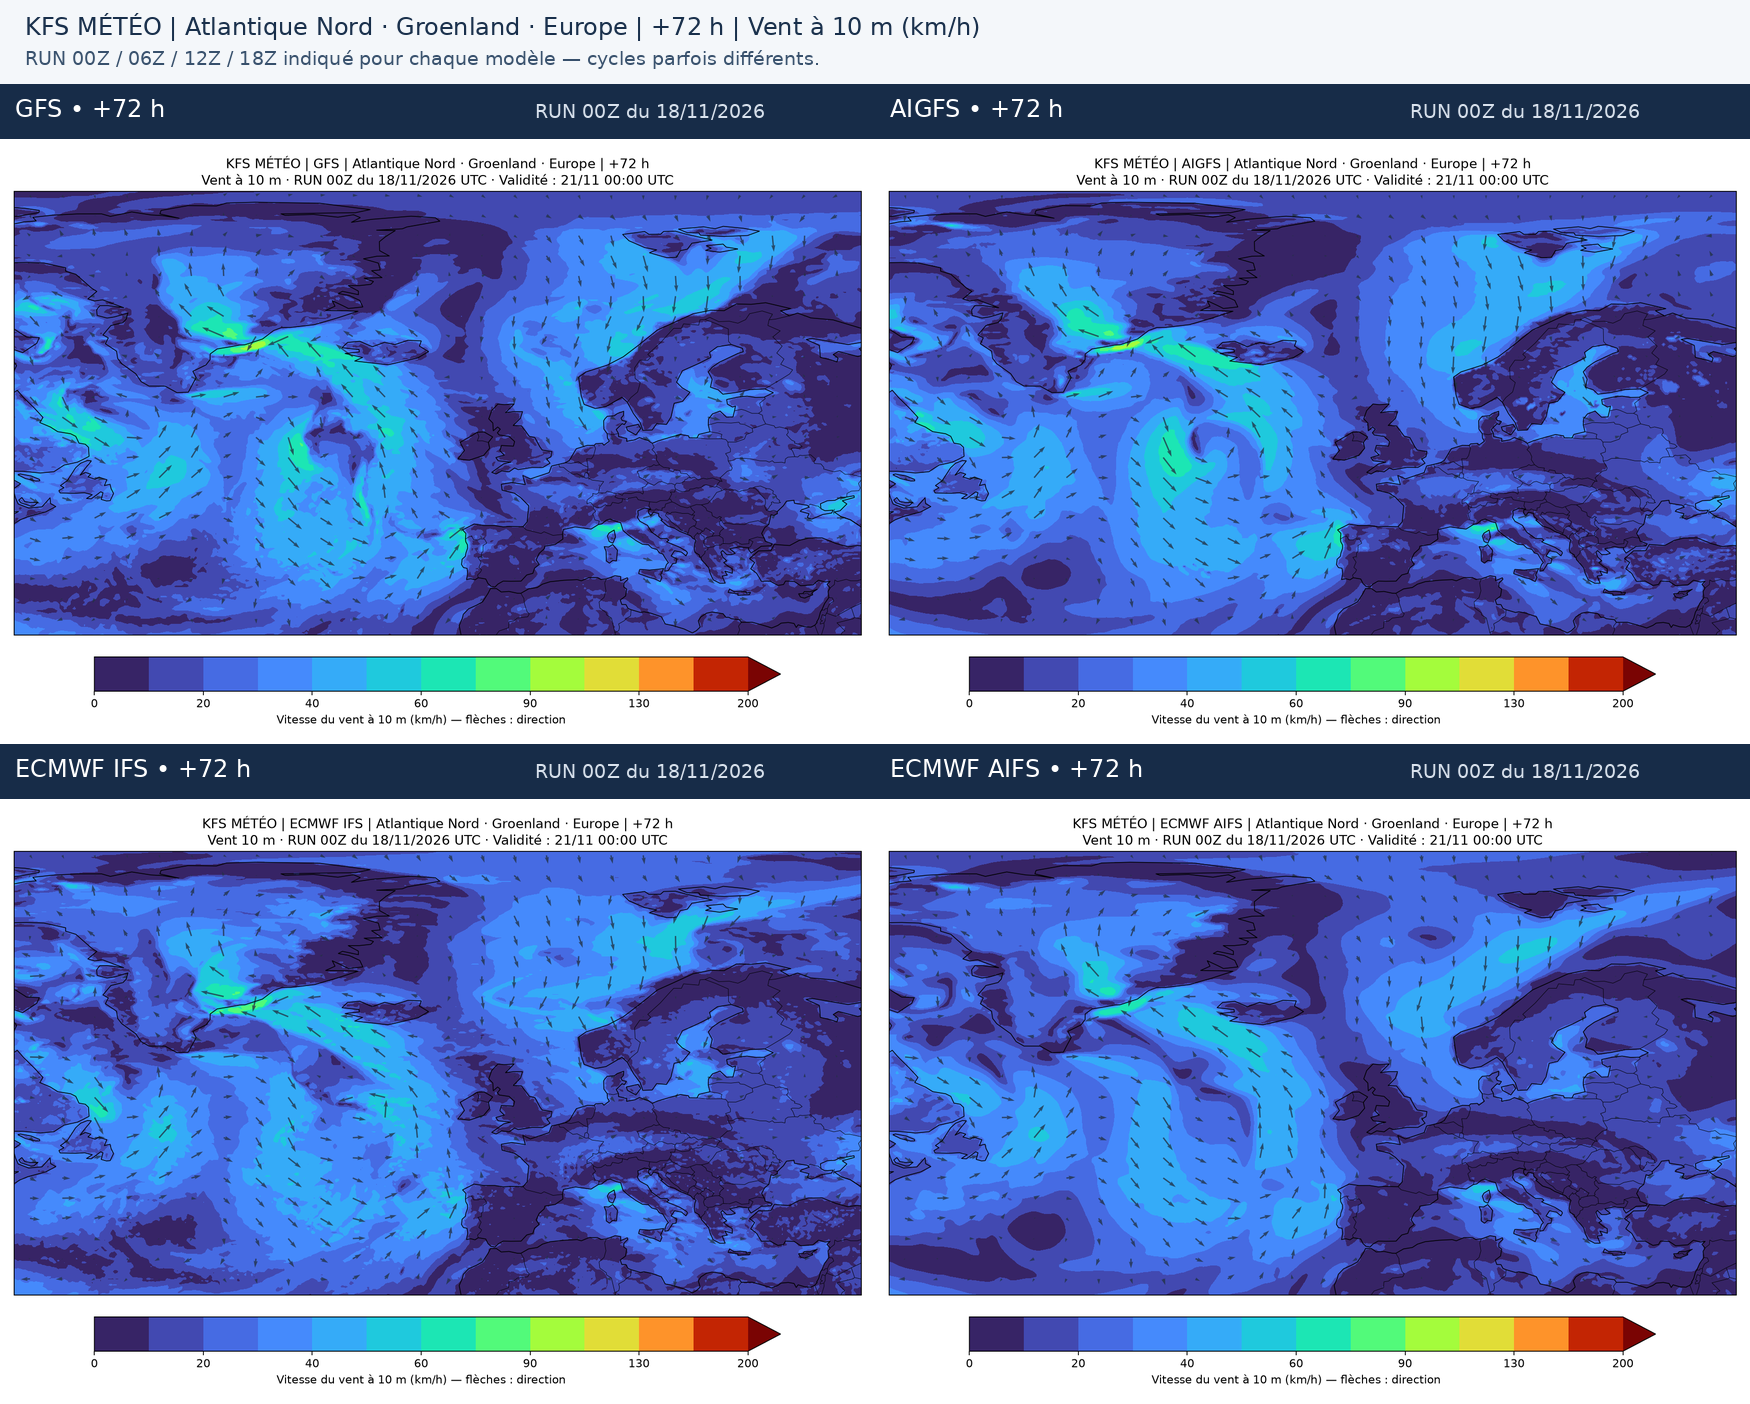 KFS MÉTÉO | Atlantique Nord · Groenland · Europe | +72 h | Vent à 10 m (km/h)
RUN 00Z / 06Z / 12Z / 18Z indiqué pour chaque modèle — cycles parfois différents.
GFS • +72 h
RUN 00Z du 18/11/2026
KFS MÉTÉO | GFS | Atlantique Nord · Groenland · Europe | +72 h
Vent à 10 m · RUN 00Z du 18/11/2026 UTC · Validité : 21/11 00:00 UTC
0 20 40 60 90 130 200
Vitesse du vent à 10 m (km/h) — flèches : direction
AIGFS • +72 h
RUN 00Z du 18/11/2026
KFS MÉTÉO | AIGFS | Atlantique Nord · Groenland · Europe | +72 h
Vent à 10 m · RUN 00Z du 18/11/2026 UTC · Validité : 21/11 00:00 UTC
0 20 40 60 90 130 200
Vitesse du vent à 10 m (km/h) — flèches : direction
ECMWF IFS • +72 h
RUN 00Z du 18/11/2026
KFS MÉTÉO | ECMWF IFS | Atlantique Nord · Groenland · Europe | +72 h
Vent 10 m · RUN 00Z du 18/11/2026 UTC · Validité : 21/11 00:00 UTC
0 20 40 60 90 130 200
Vitesse du vent à 10 m (km/h) — flèches : direction
ECMWF AIFS • +72 h
RUN 00Z du 18/11/2026
KFS MÉTÉO | ECMWF AIFS | Atlantique Nord · Groenland · Europe | +72 h
Vent 10 m · RUN 00Z du 18/11/2026 UTC · Validité : 21/11 00:00 UTC
0 20 40 60 90 130 200
Vitesse du vent à 10 m (km/h) — flèches : direction